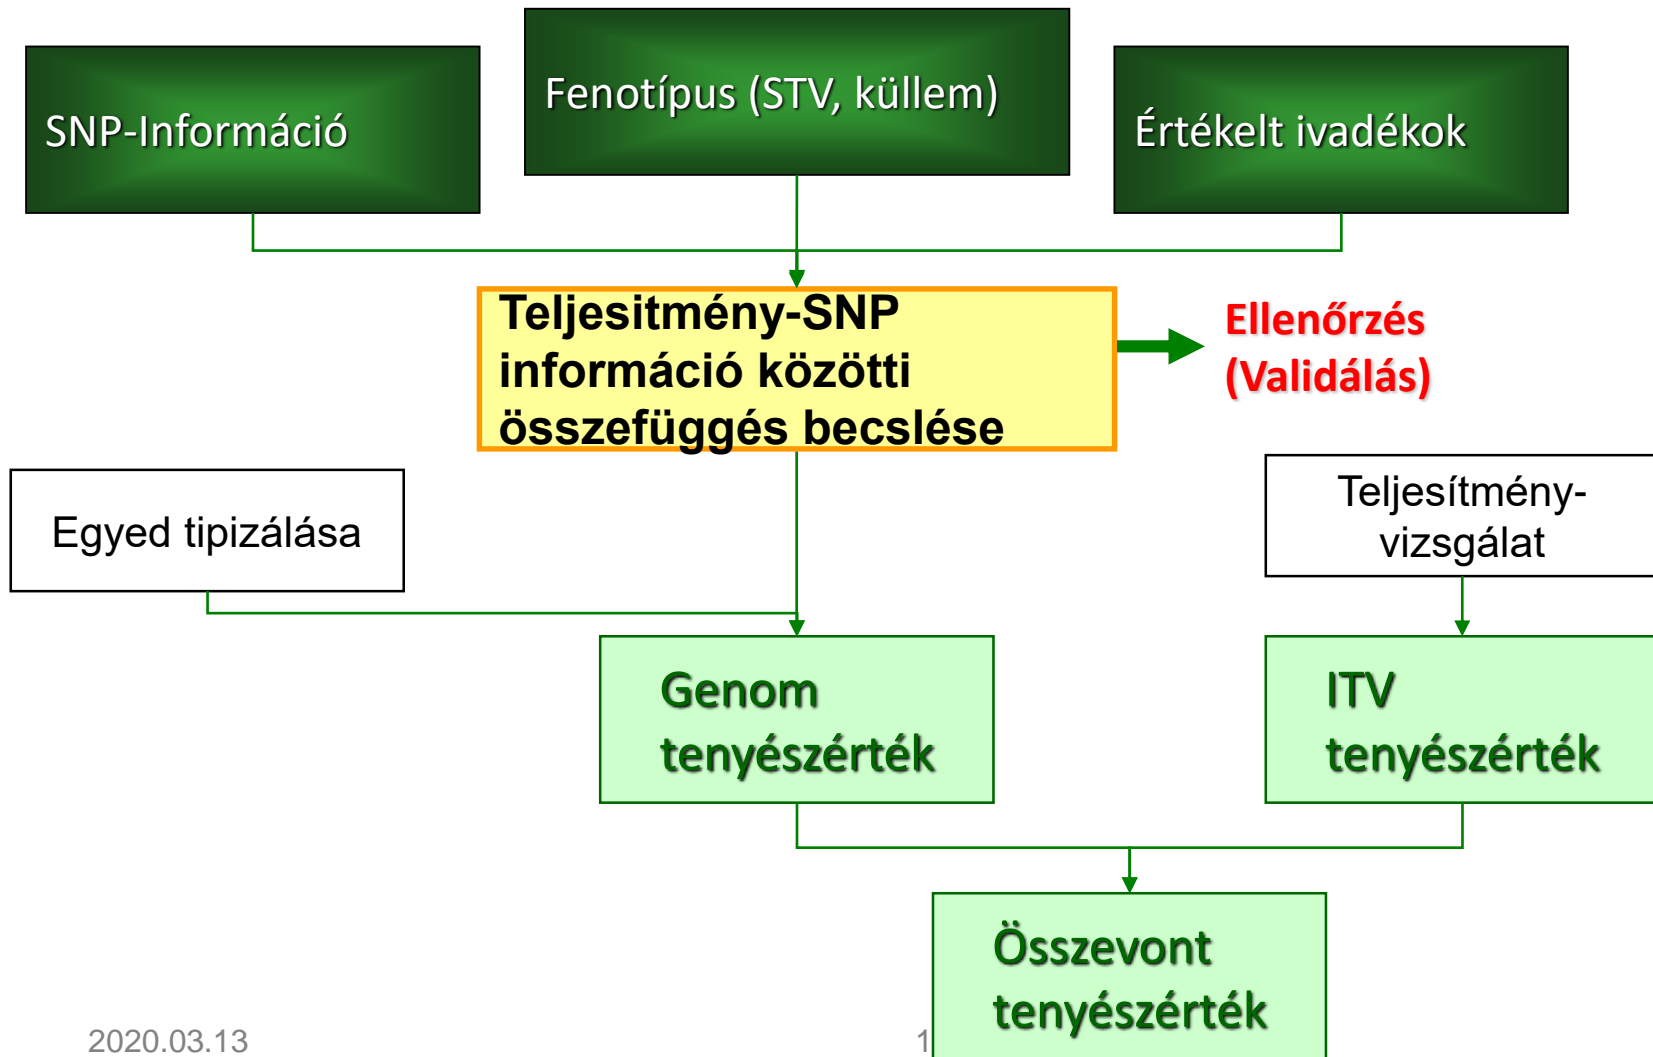 SNP-Információ
Fenotípus (STV, küllem)
Értékelt ivadékok
Teljesitmény-SNP
információ közötti
összefüggés becslése
Ellenőrzés
(Validálás)
Egyed tipizálása
Teljesítmény-
vizsgálat
Genom
tenyészérték
ITV
tenyészérték
Összevont
tenyészérték
2020.03.13
1